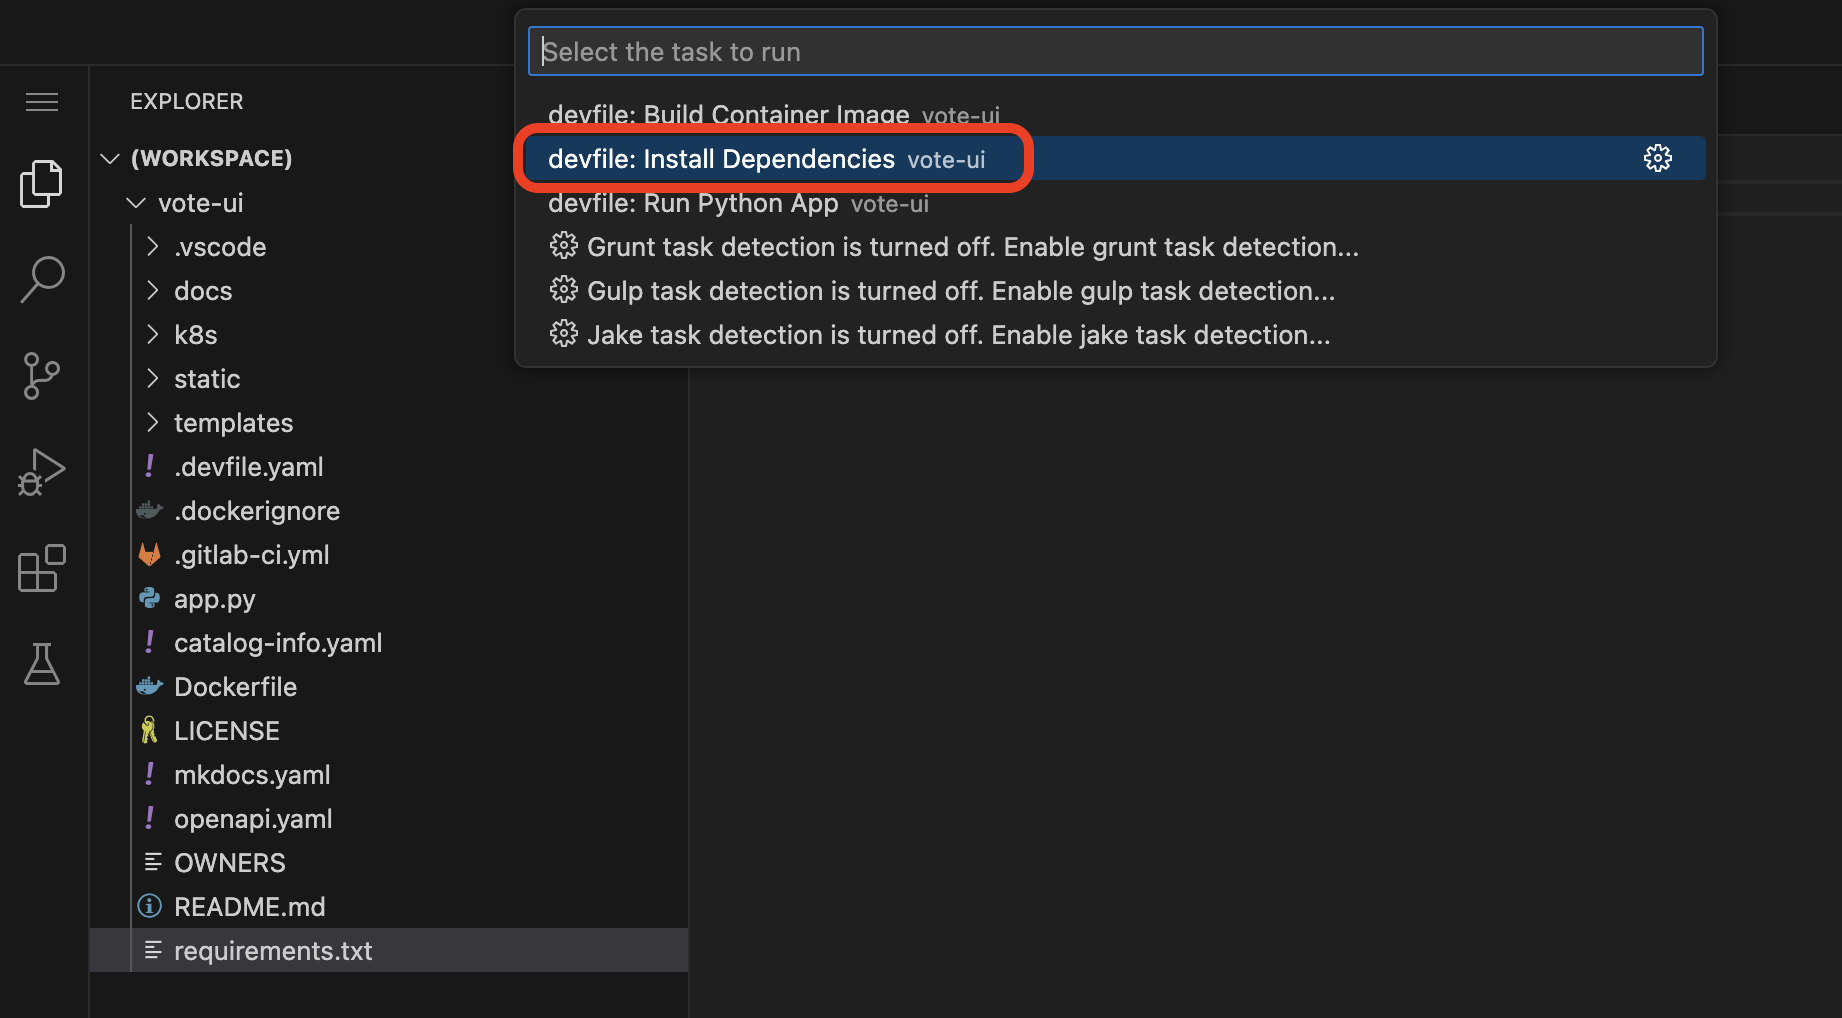 Select the task to run
devfile: Build Container Image vote-ui
devfile: Install Dependencies vote-ui
devfile: Run Python App vote-ui
Grunt task detection is turned off. Enable grunt task detection...
Gulp task detection is turned off. Enable gulp task detection...
Jake task detection is turned off. Enable jake task detection...
EXPLORER
(WORKSPACE)
vote-ui
.vscode
docs
k8s
static
templates
.devfile.yaml
.dockerignore
.gitlab-ci.yml
app.py
catalog-info.yaml
Dockerfile
LICENSE
mkdocs.yaml
openapi.yaml
OWNERS
README.md
requirements.txt